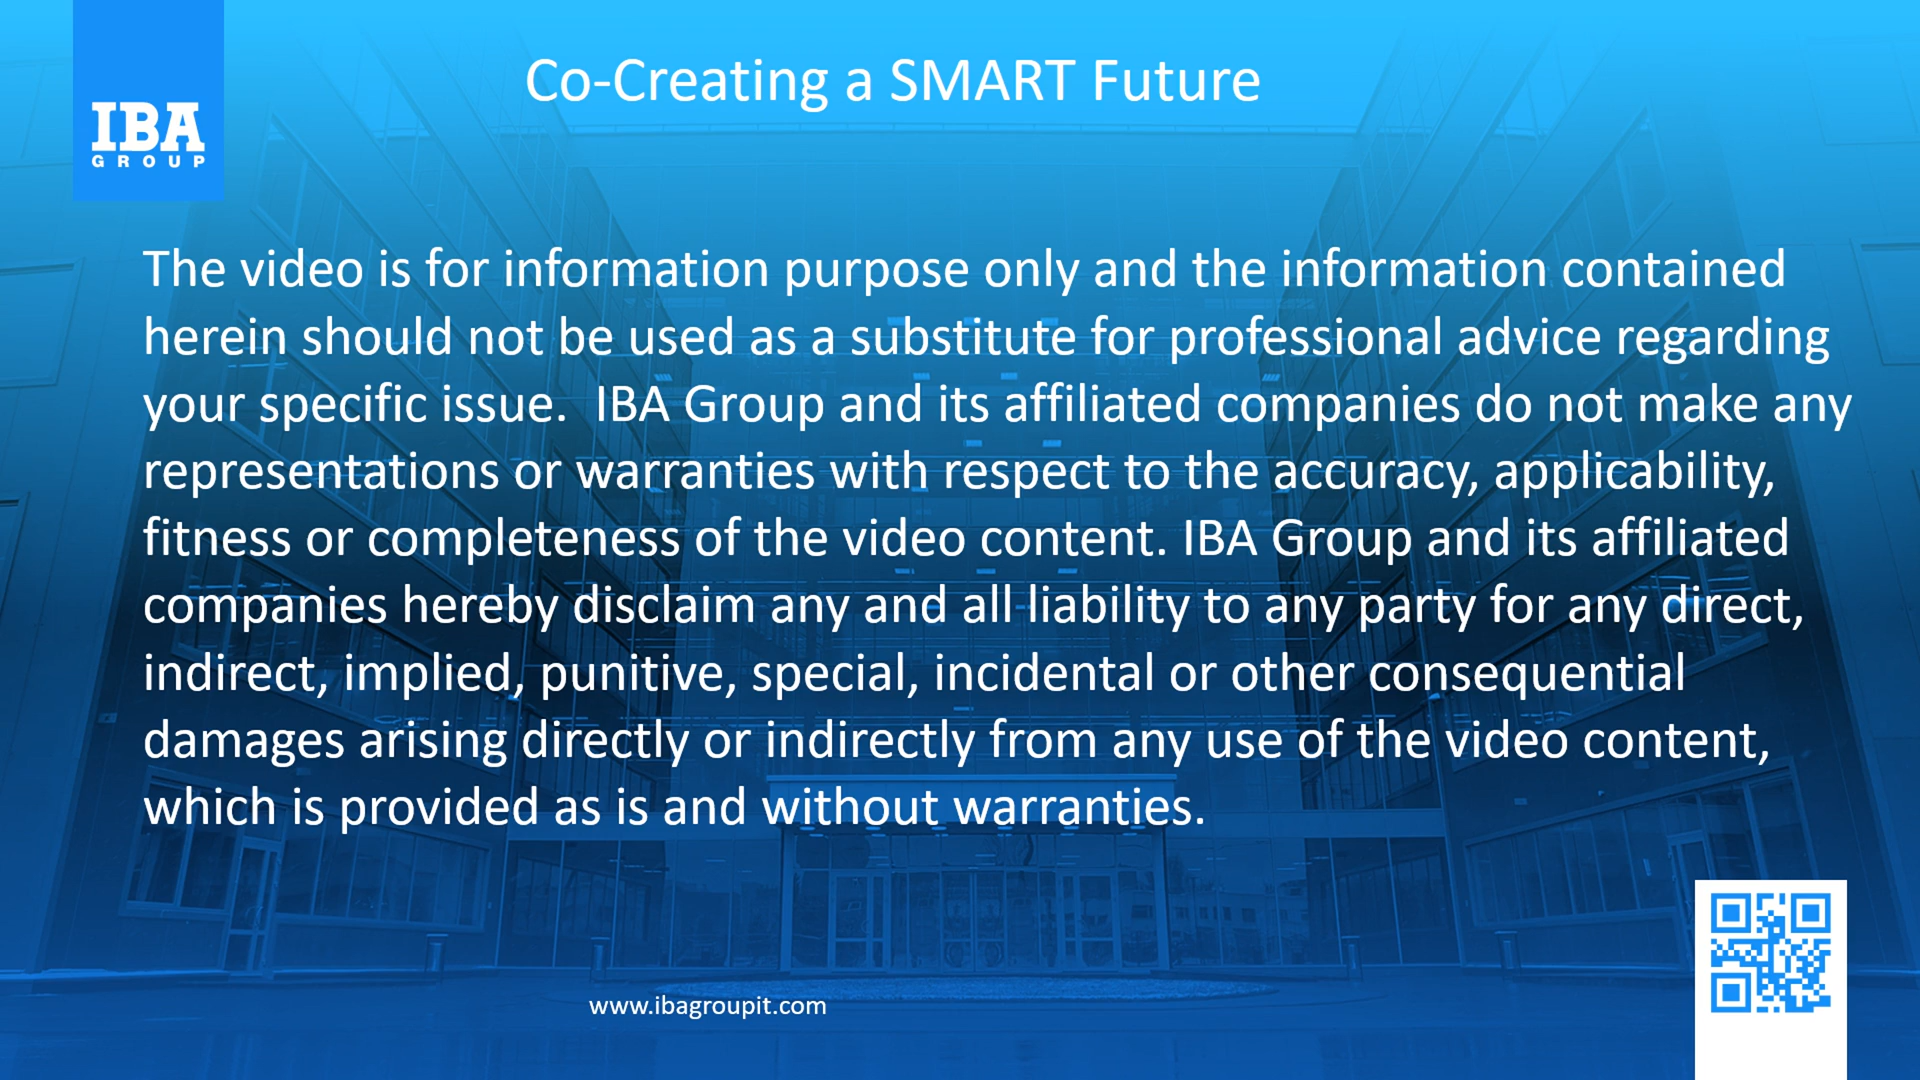 IBA
GROUP
Co-Creating a SMART Future
The video is for information purpose only and the information contained
herein should not be used as a substitute for professional advice regarding
your specific issue.  IBA Group and its affiliated companies do not make any
representations or warranties with respect to the accuracy, applicability,
fitness or completeness of the video content. IBA Group and its affiliated
companies hereby disclaim any and all liability to any party for any direct,
indirect, implied, punitive, special, incidental or other consequential
damages arising directly or indirectly from any use of the video content,
which is provided as is and without warranties.
www.ibagroupit.com